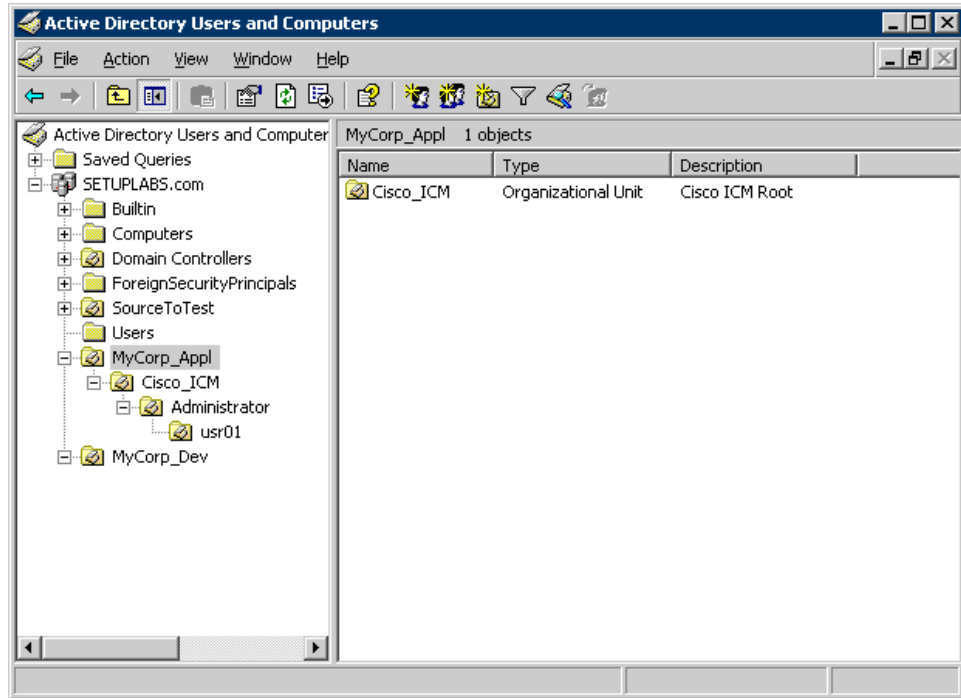 Active Directory Users and Computers
File Action View Window Help
Active Directory Users and Computer
Saved Queries
SETUPLABS.com
Builtin
Computers
Domain Controllers
ForeignSecurityPrincipals
SourceToTest
Users
MyCorp_Appl
Cisco_ICM
Administrator
usr01
MyCorp_Dev
MyCorp_Appl 1 objects
Name Type Description
Cisco_ICM Organizational Unit Cisco ICM Root